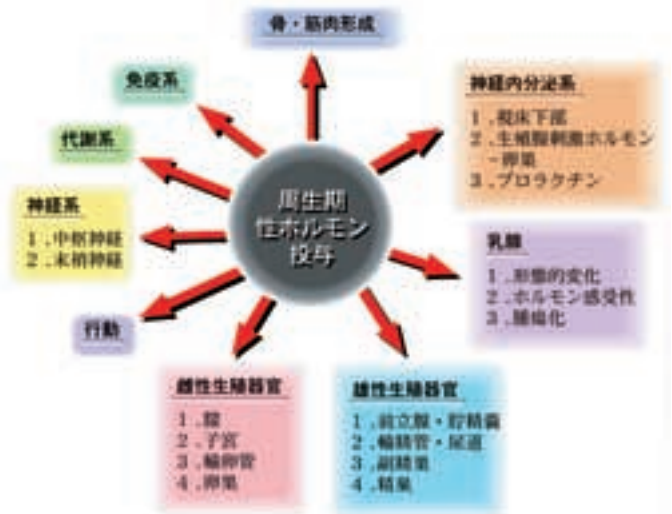 骨・筋肉形成
免疫系
代謝系
神経系
1.中枢神経
2.末梢神経
行動
周生期
性ホルモン
投与
神経内分泌系
1.視床下部
2.生殖腺刺激ホルモン
-卵巣
3.プロラクチン
乳腺
1.形態的変化
2.ホルモン感受性
3.腫瘍化
雌性生殖器官
1.膣
2.子宮
3.輸卵管
4.卵巣
雄性生殖器官
1.前立腺・貯精嚢
2.輸精管・尿道
3.副精巣
4.精巣